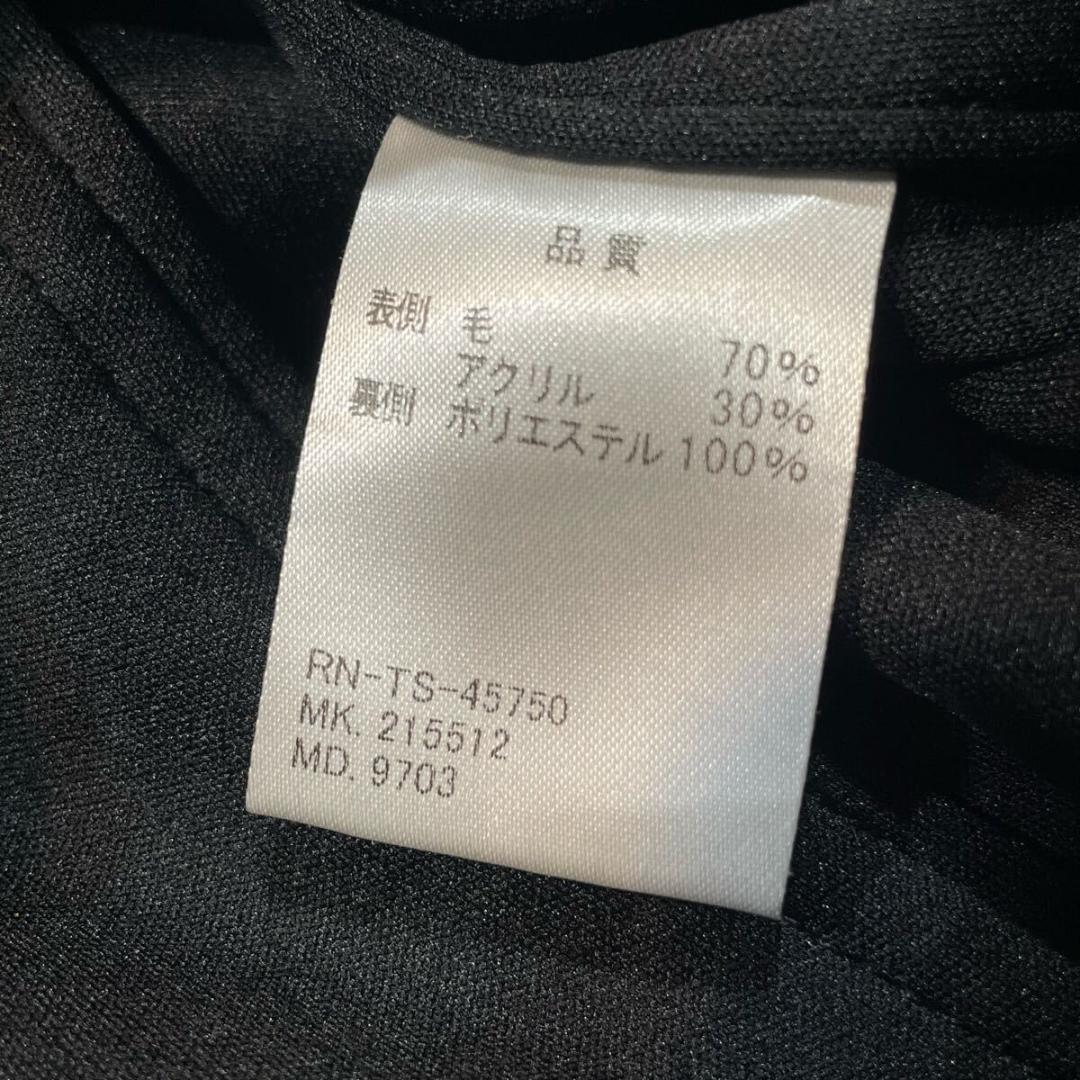 品質
表側 毛 70%
アクリル 30%
裏側 ポリエステル 100%
RN-TS-45750
MK. 215512
MD. 9703